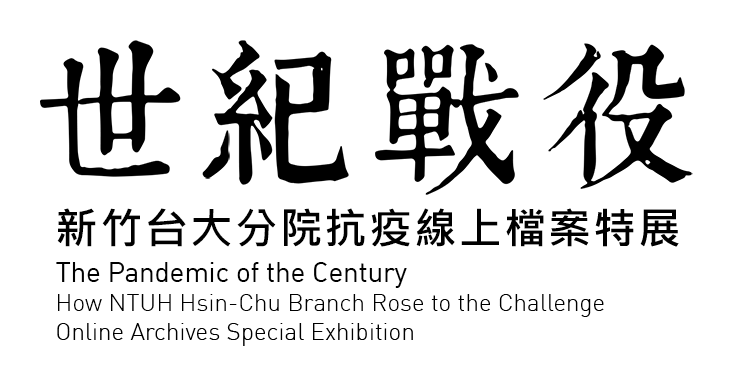 世紀戰役
新竹台大分院抗疫線上檔案特展
The Pandemic of the Century
How NTUH Hsin-Chu Branch Rose to the Challenge
Online Archives Special Exhibition